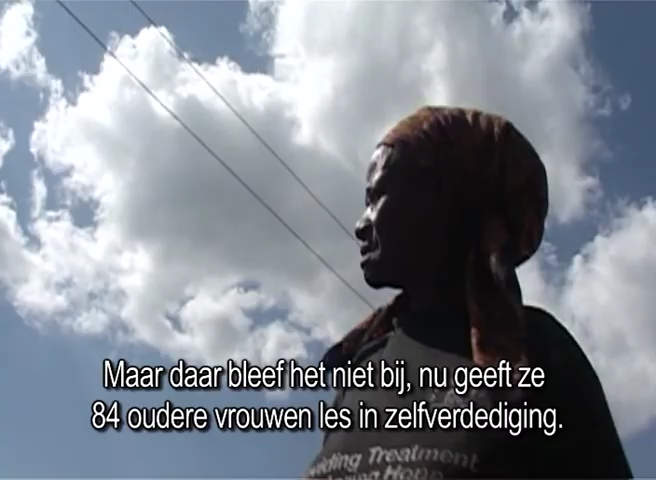 Maar daar bleef het niet bij, nu geeft ze
84 oudere vrouwen les in zelfverdediging.
Treatment